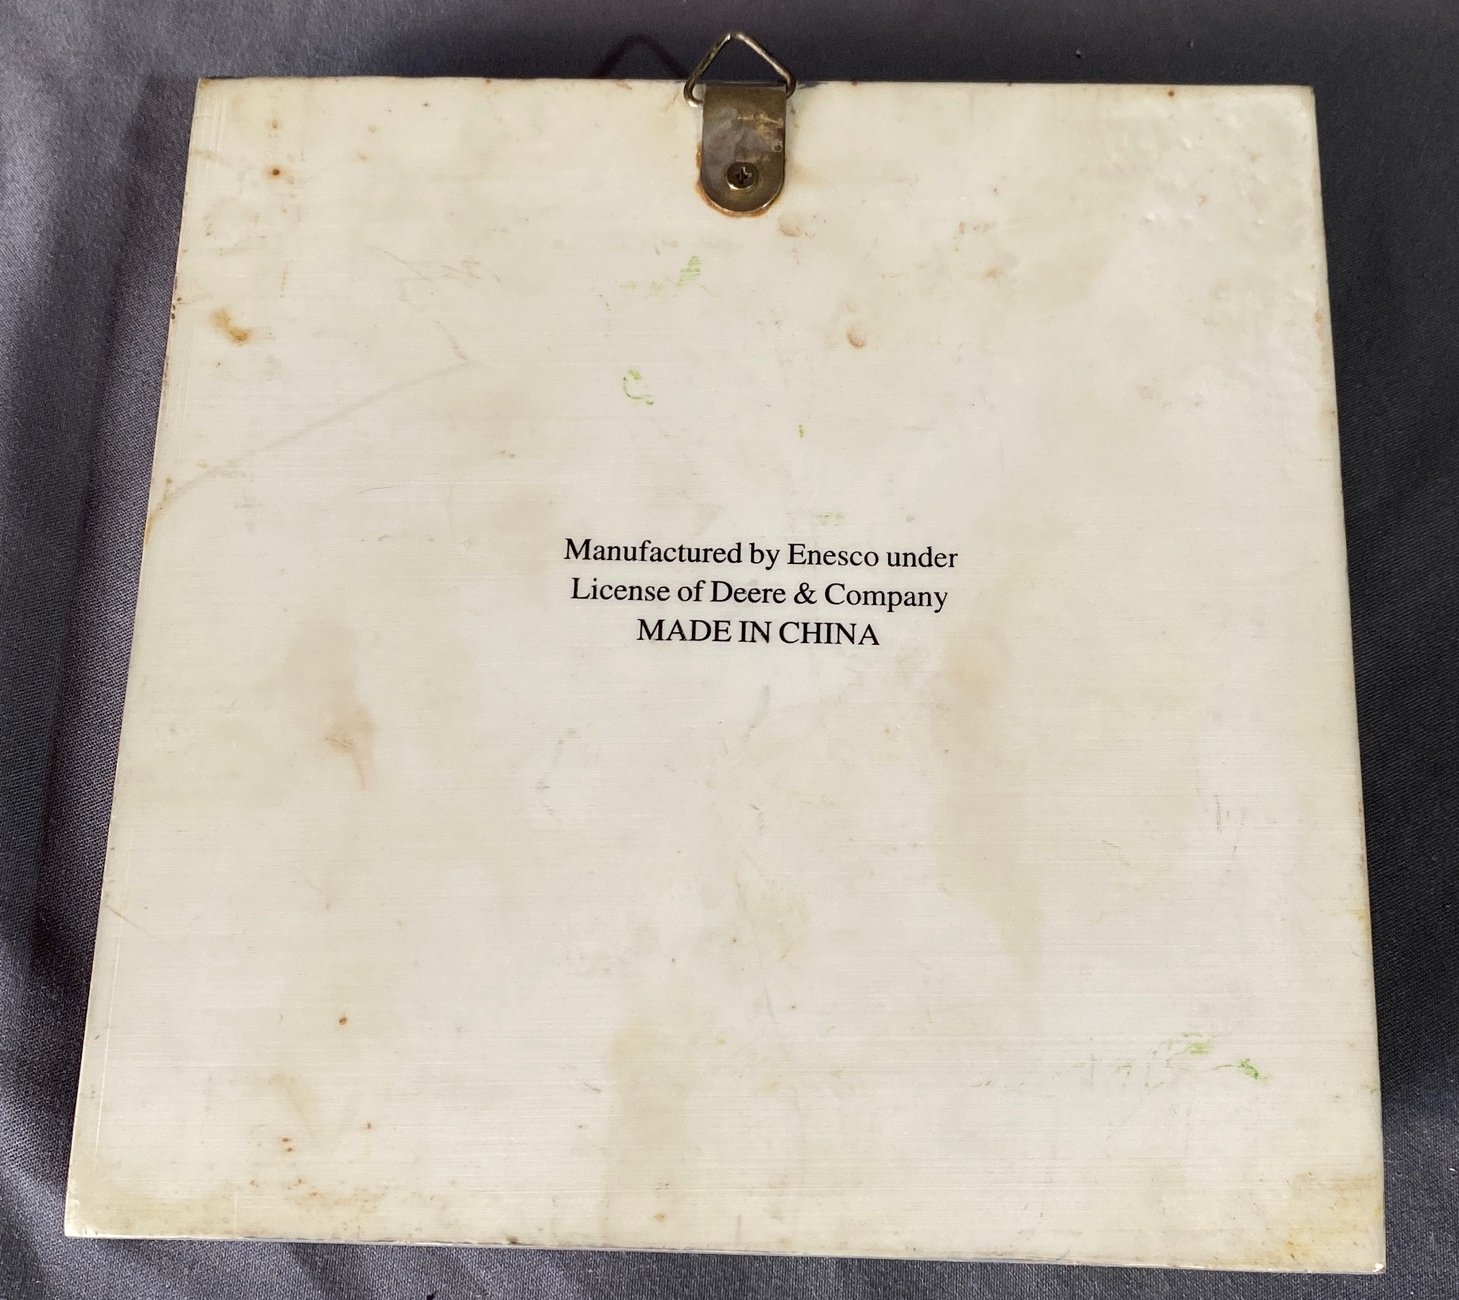 Manufactured by Enesco under
License of Deere & Company
MADE IN CHINA